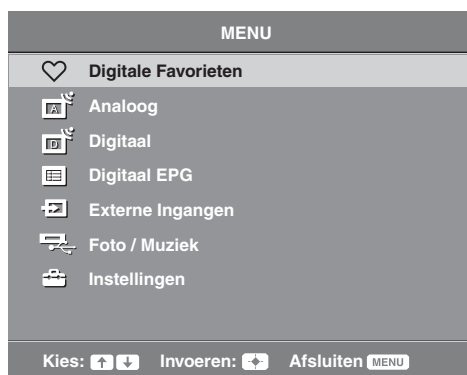 MENU
Digitale Favorieten
A Analoog
D Digitaal
Digitaal EPG
Externe Ingangen
Foto / Muziek
Instellingen
Kies: Invoeren: Afsluiten MENU